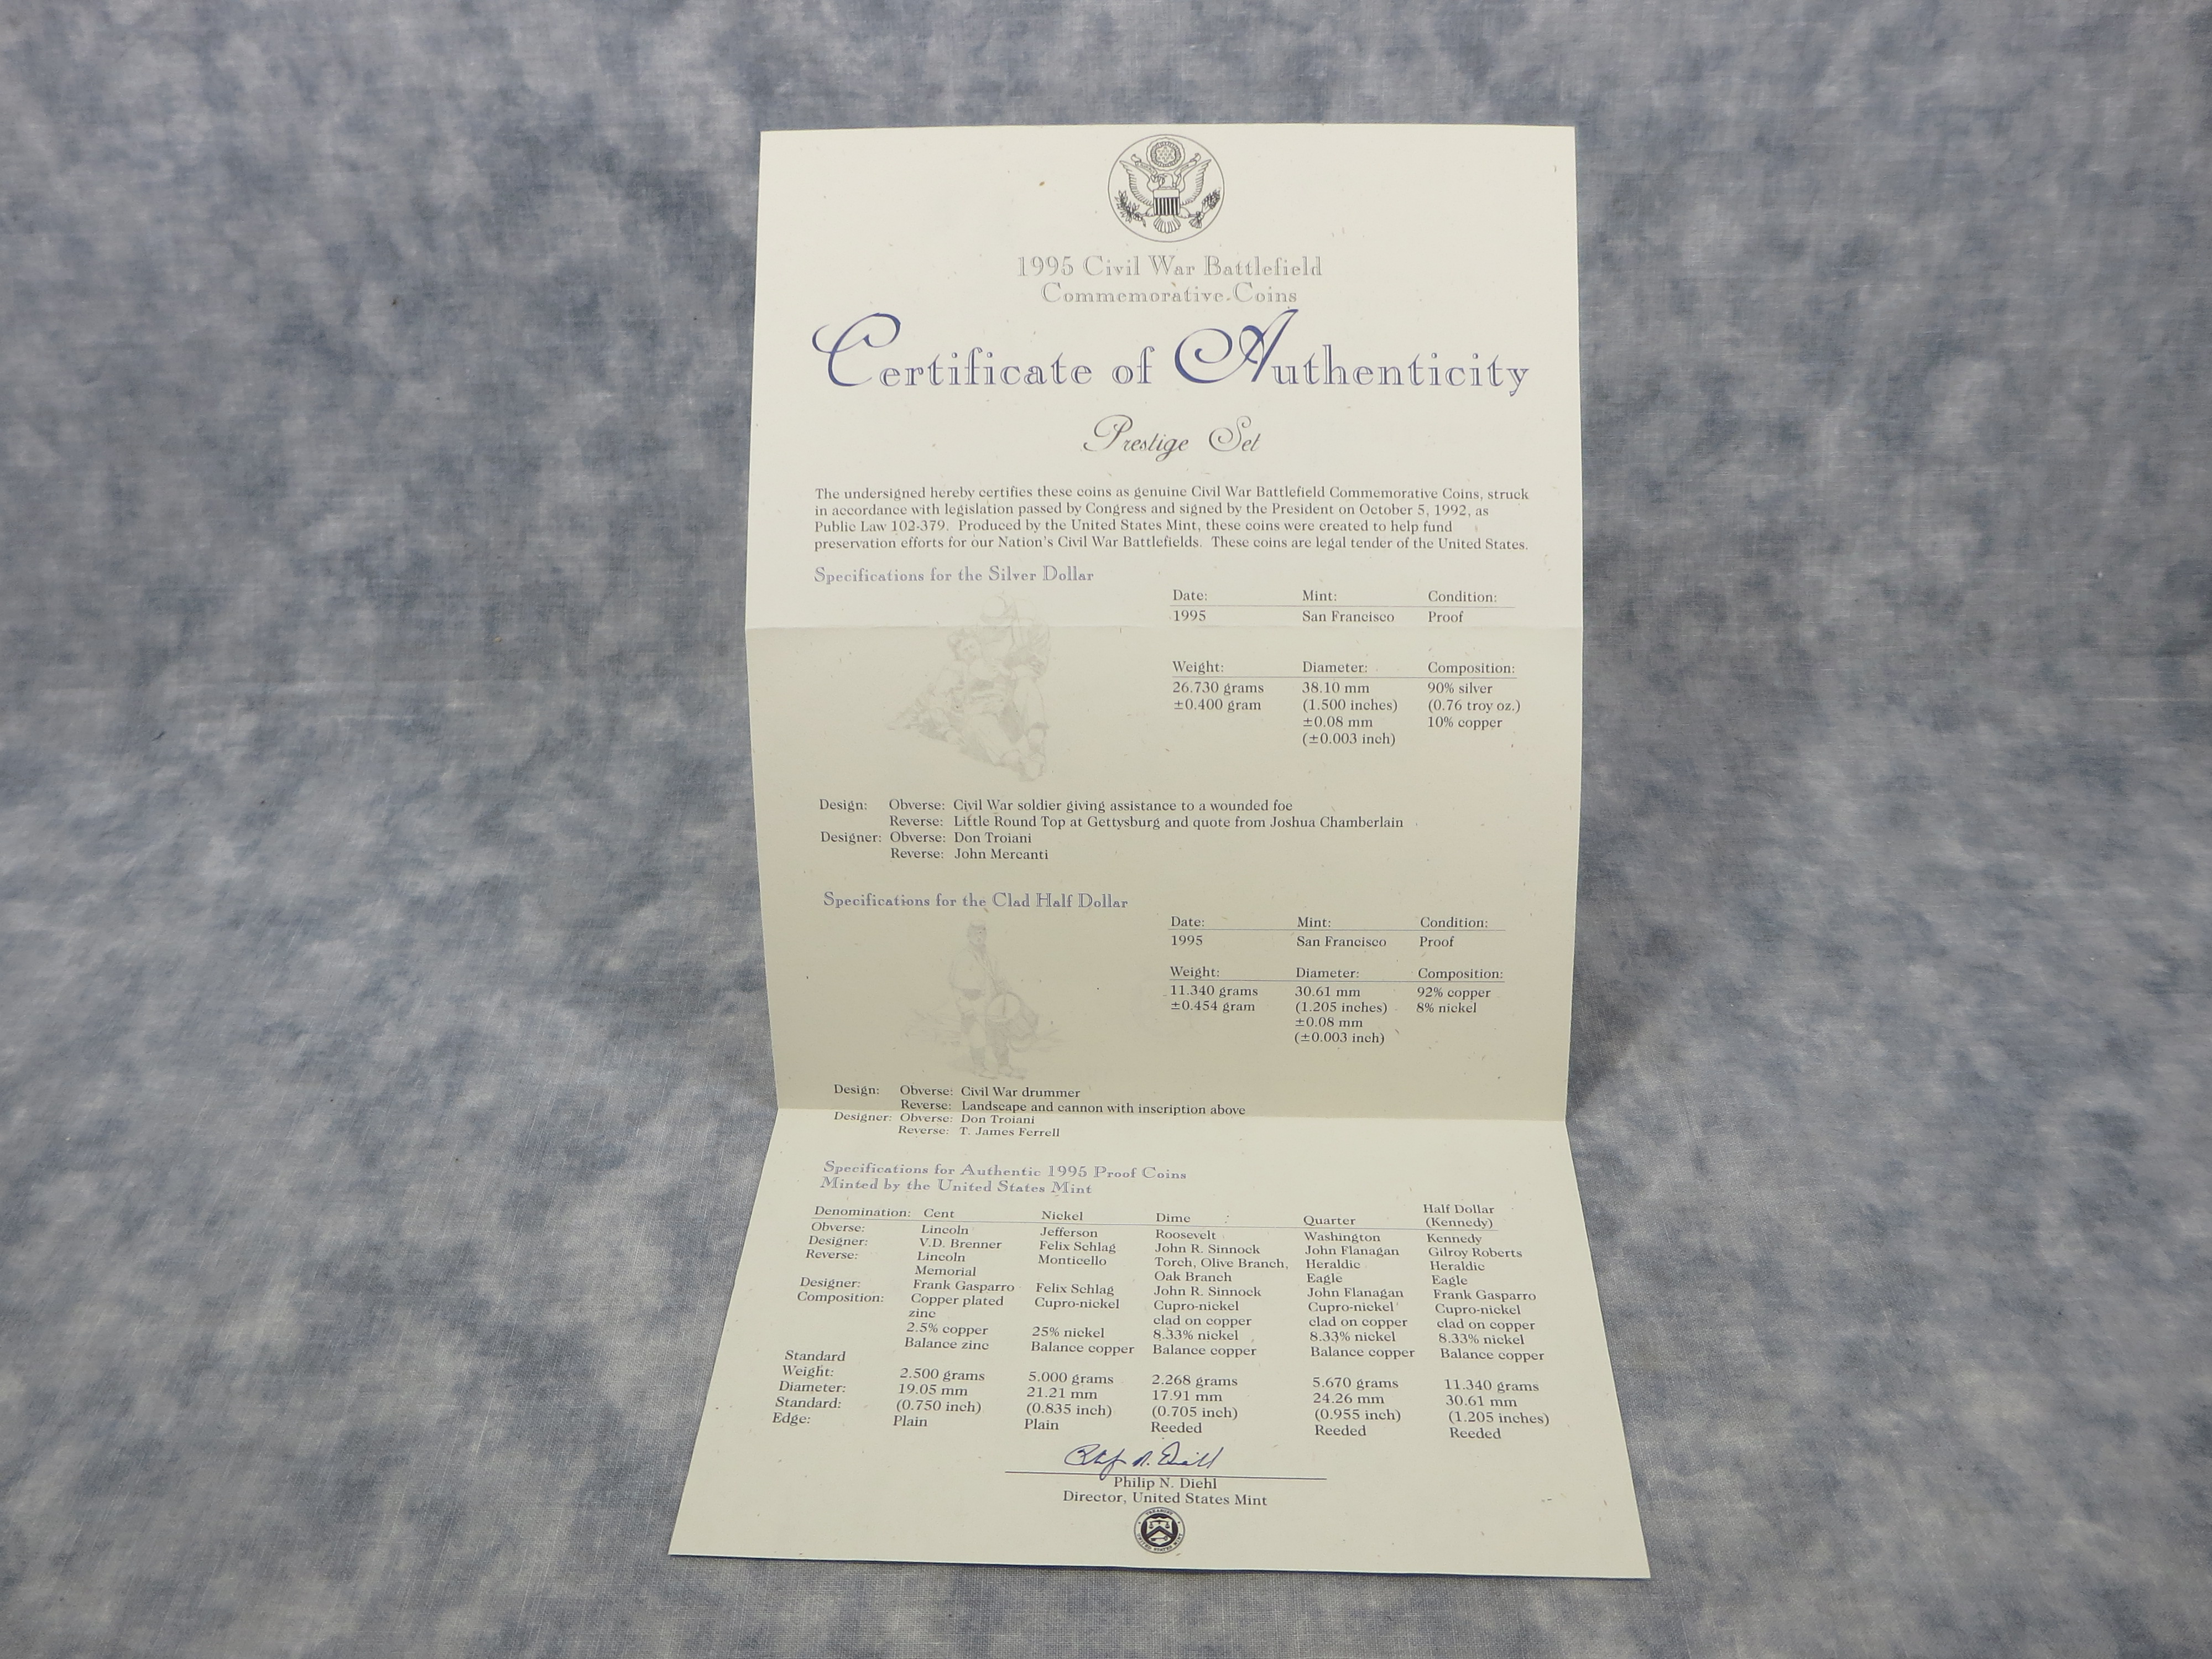 1995 Civil War Battlefield
Commemorative Coins
Certificate of Authenticity
Prestige Set
The undersigned hereby certifies these coins as genuine Civil War Battlefield Commemorative Coins, struck
in accordance with legislation passed by Congress and signed by the President on October 5, 1992, as
Public Law 102-379. Produced by the United States Mint, these coins were created to help fund
preservation efforts for our Nation's Civil War Battlefields. These coins are legal tender of the United States.
Specifications for the Silver Dollar
Date: Mint: Condition:
1995 San Francisco Proof
Weight: Diameter: Composition:
26.730 grams 38.10 mm 90% silver
±0.400 gram (1.500 inches) (0.76 troy oz.)
±0.08 mm 10% copper
(±0.003 inch)
Design: Obverse: Civil War soldier giving assistance to a wounded foe
Reverse: Little Round Top at Gettysburg and quote from Joshua Chamberlain
Designer: Obverse: Don Troiani
Reverse: John Mercanti
Specifications for the Clad Half Dollar
Date: Mint: Condition:
1995 San Francisco Proof
Weight: Diameter: Composition:
11.340 grams 30.61 mm 92% copper
±0.454 gram (1.205 inches) 8% nickel
±0.08 mm
(±0.003 inch)
Design: Obverse: Civil War drummer
Reverse: Landscape and cannon with inscription above
Designer: Obverse: Don Troiani
Reverse: T. James Ferrell
Specifications for Authentic 1995 Proof Coins
Minted by the United States Mint
Half Dollar
Denomination: Cent Nickel Dime Quarter (Kennedy)
Obverse: Lincoln Jefferson Roosevelt Washington Kennedy
Designer: V.D. Brenner Felix Schlag John R. Sinnock John Flanagan Gilroy Roberts
Reverse: Lincoln Monticello Torch, Olive Branch, Heraldic Heraldic
Memorial Oak Branch Eagle Eagle
Designer: Frank Gasparro Felix Schlag John R. Sinnock John Flanagan Frank Gasparro
Composition: Copper plated Cupro-nickel Cupro-nickel Cupro-nickel Cupro-nickel
zinc clad on copper clad on copper clad on copper
2.5% copper 25% nickel 8.33% nickel 8.33% nickel 8.33% nickel
Balance zinc Balance copper Balance copper Balance copper Balance copper
Standard
Weight: 2.500 grams 5.000 grams 2.268 grams 5.670 grams 11.340 grams
Diameter: 19.05 mm 21.21 mm 17.91 mm 24.26 mm 30.61 mm
Standard: (0.750 inch) (0.835 inch) (0.705 inch) (0.955 inch) (1.205 inches)
Edge: Plain Plain Reeded Reeded Reeded
Philip N. Diehl
Philip N. Diehl
Director, United States Mint